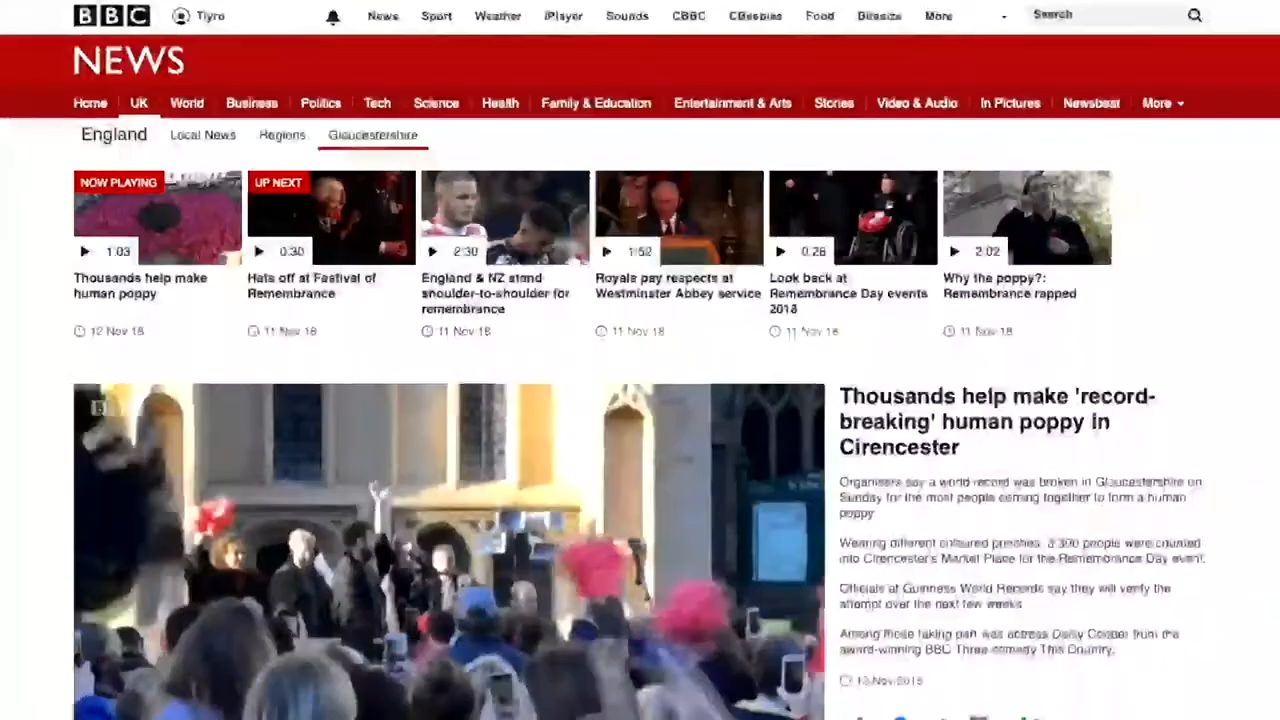 BBC Tiyro News Sport Weather iPlayer Sounds CBBC CBeebies Food Bitesize More Search
NEWS
Home UK World Business Politics Tech Science Health Family & Education Entertainment & Arts Stories Video & Audio In Pictures Newsbeat More
England Local News Regions Gloucestershire
NOW PLAYING
1:03
Thousands help make
human poppy
12 Nov 18
UP NEXT
0:30
Hats off at Festival of
Remembrance
11 Nov 18
2:30
England & NZ stand
shoulder-to-shoulder for
remembrance
11 Nov 18
1:52
Royals pay respects at
Westminster Abbey service
11 Nov 18
0:28
Look back at
Remembrance Day events
2018
11 Nov 18
2:02
Why the poppy?:
Remembrance rapped
11 Nov 18
Thousands help make 'record-
breaking' human poppy in
Cirencester
Organisers say a world record was broken in Gloucestershire on
Sunday for the most people coming together to form a human
poppy.
Wearing different coloured ponchos, people were counted
into Cirencester's Market Place for the Remembrance Day event.
Officials at Guinness World Records say they will verify the
attempt over the next few weeks.
Among those taking part was actress Daisy Cooper from the
award-winning BBC Three comedy This Country.
Nov 2018